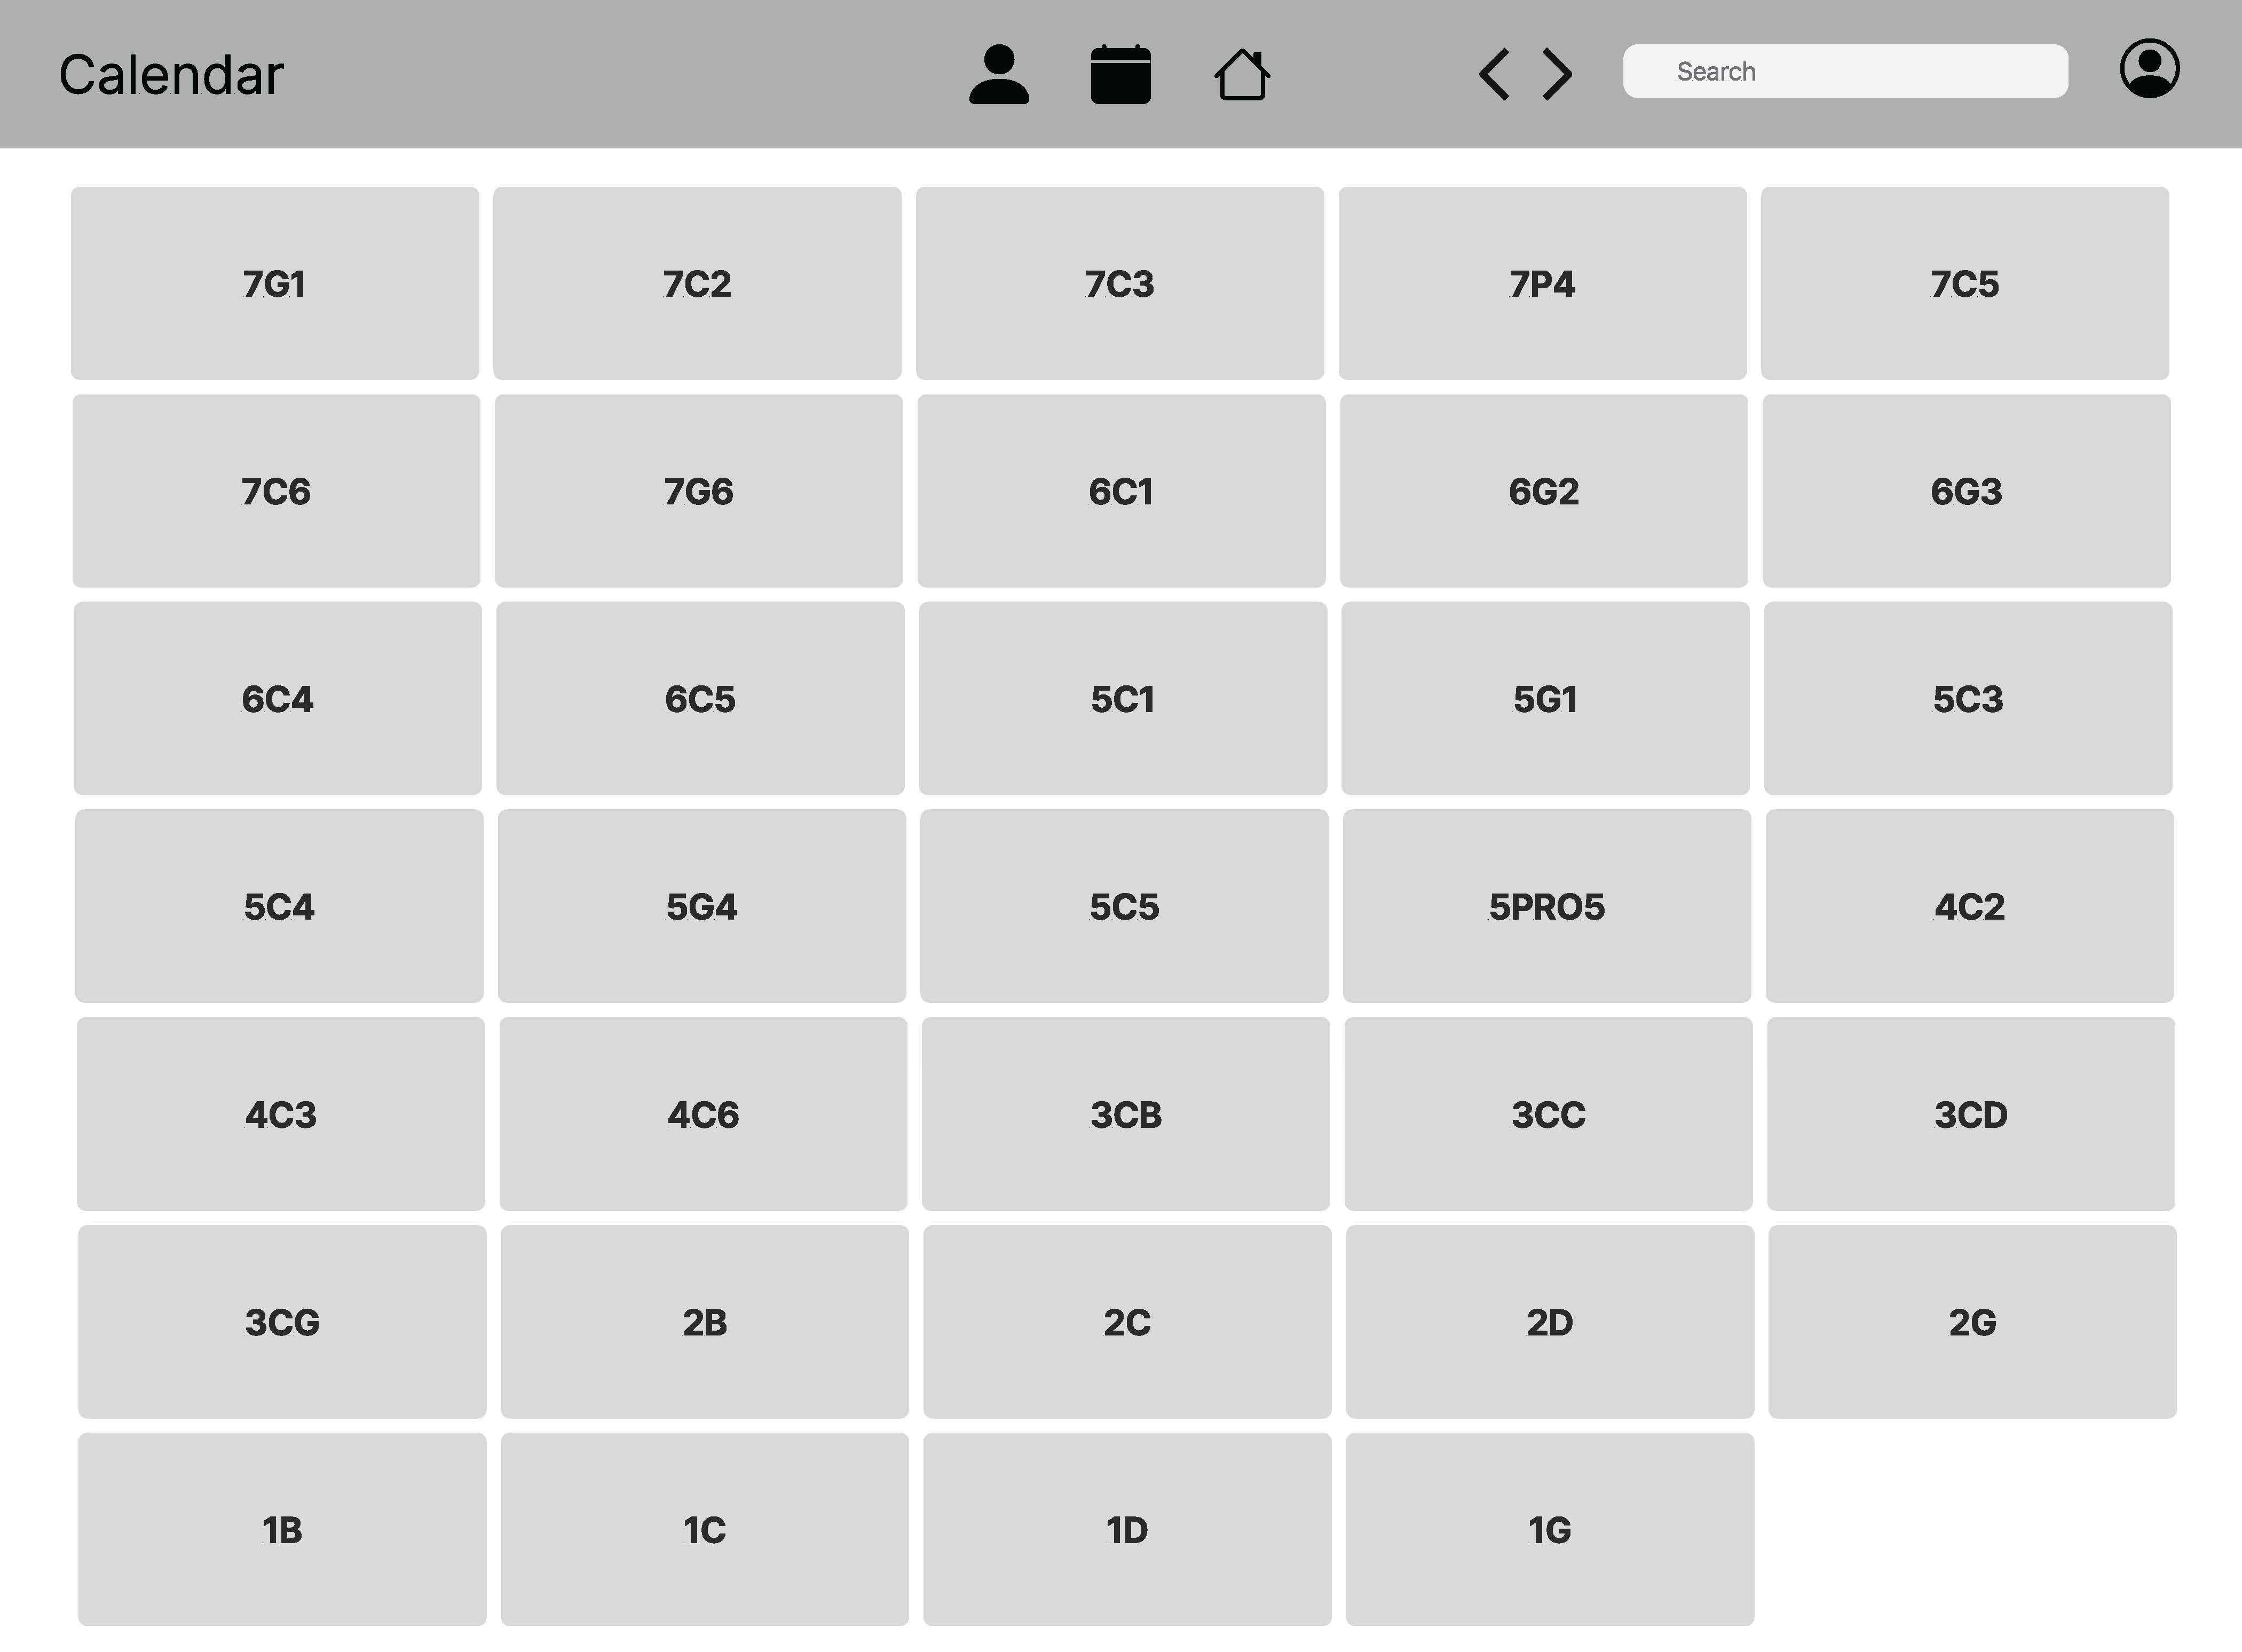 Calendar
Search
7G1 7C2 7C3 7P4 7C5
7C6 7G6 6C1 6G2 6G3
6C4 6C5 5C1 5G1 5C3
5C4 5G4 5C5 5PRO5 4C2
4C3 4C6 3CB 3CC 3CD
3CG 2B 2C 2D 2G
1B 1C 1D 1G